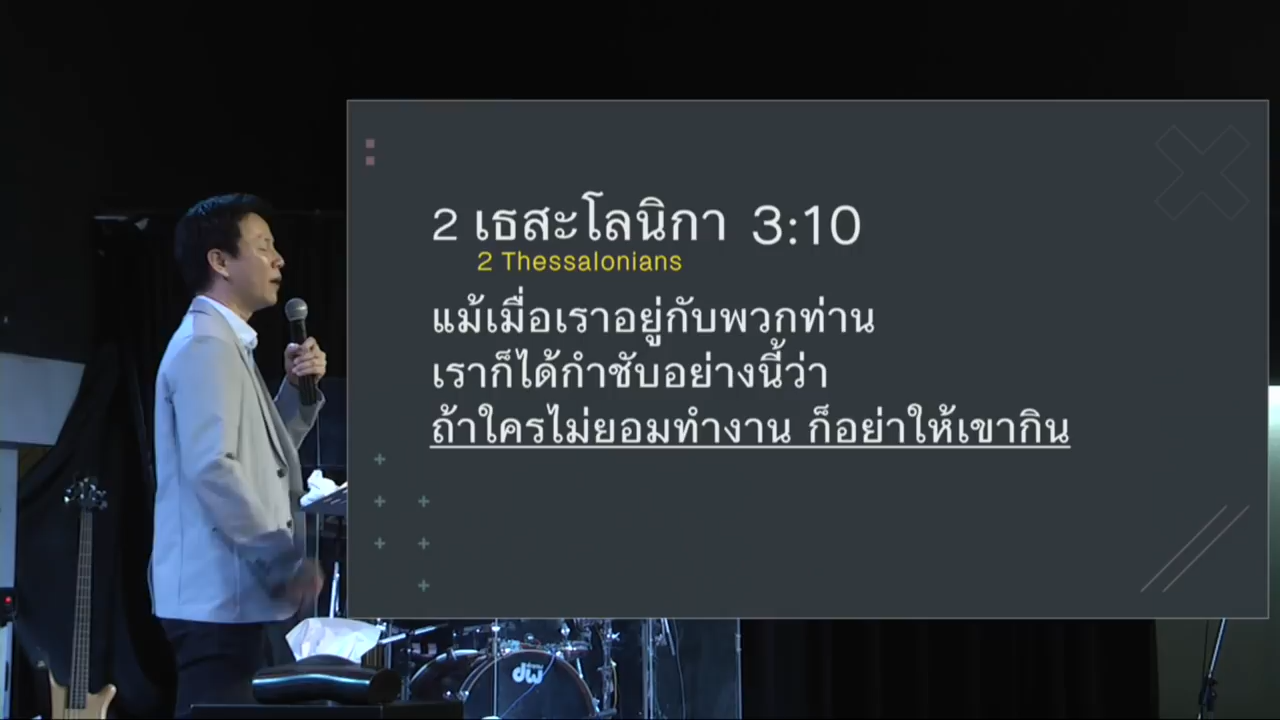 2 เธสะโลนิกา 3:10
2 Thessalonians
แม้เมื่อเราอยู่กับพวกท่าน
เราก็ได้กำชับอย่างนี้ว่า
ถ้าใครไม่ยอมทำงาน ก็อย่าให้เขากิน
dw